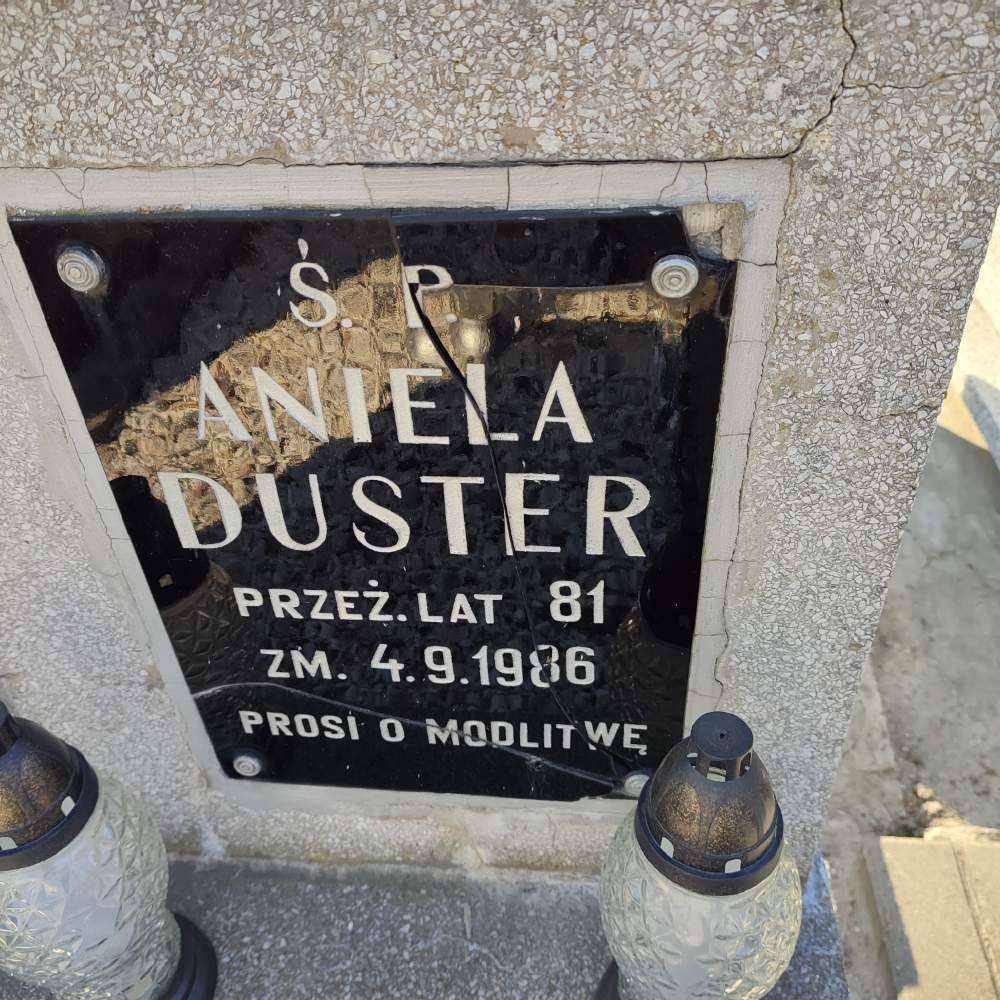 Ś. P.
ANIELA
DUSTER
PRZEŻ. LAT 81
ZM. 4.9.1986
PROSI O MODLITWĘ